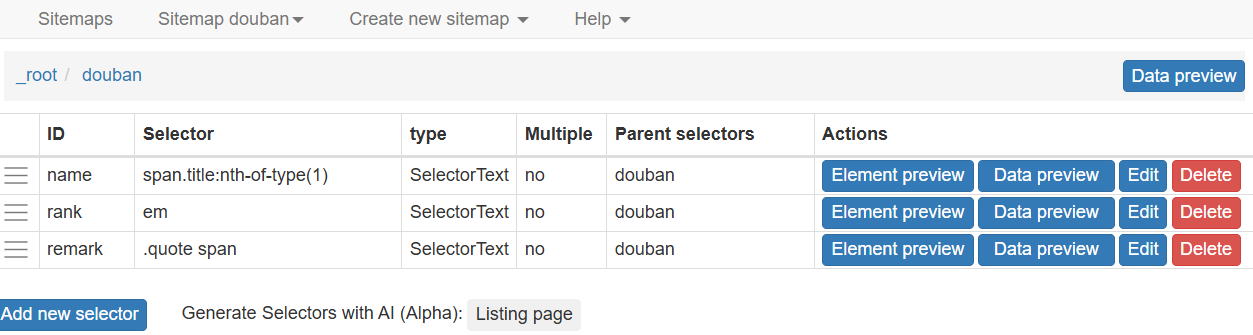 Sitemaps Sitemap douban Create new sitemap Help
_root / douban Data preview
ID Selector type Multiple Parent selectors Actions
name span.title:nth-of-type(1) SelectorText no douban Element preview Data preview Edit Delete
rank em SelectorText no douban Element preview Data preview Edit Delete
remark .quote span SelectorText no douban Element preview Data preview Edit Delete
Add new selector Generate Selectors with AI (Alpha): Listing page